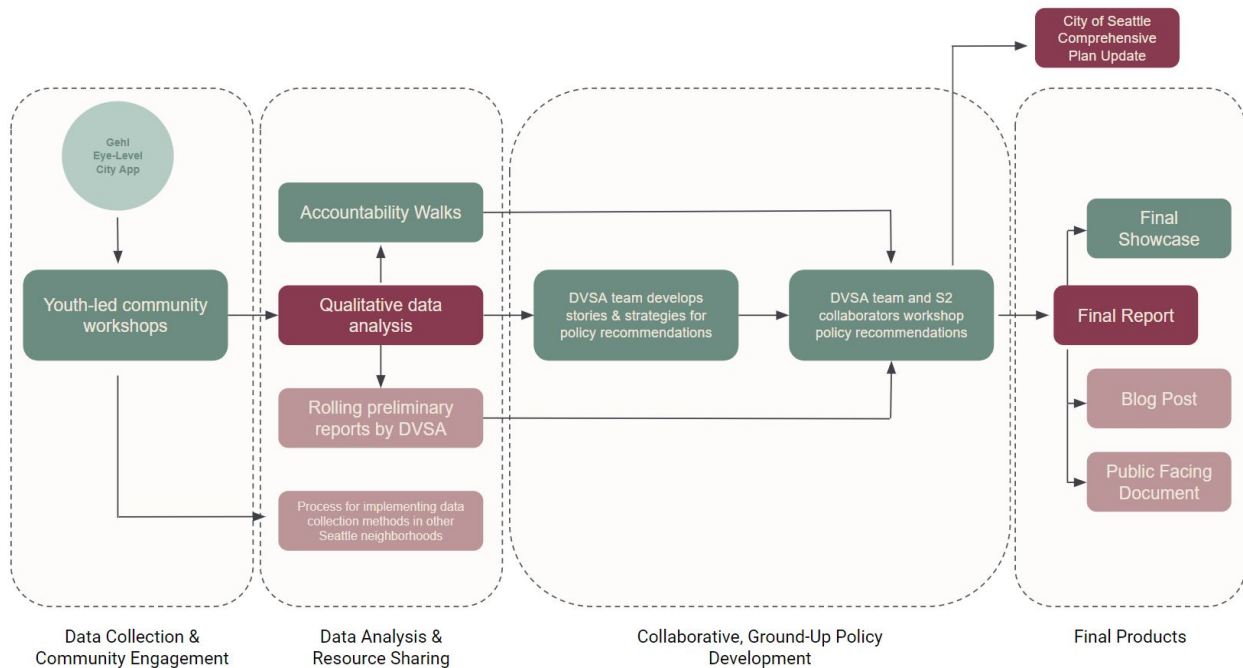 City of Seattle
Comprehensive
Plan Update
Gehl
Eye-Level
City App
Youth-led community
workshops
Accountability Walks
Qualitative data
analysis
Rolling preliminary
reports by DVSA
Process for implementing data
collection methods in other
Seattle neighborhoods
DVSA team develops
stories & strategies for
policy recommendations
DVSA team and S2
collaborators workshop
policy recommendations
Final
Showcase
Final Report
Blog Post
Public Facing
Document
Data Collection &
Community Engagement
Data Analysis &
Resource Sharing
Collaborative, Ground-Up Policy
Development
Final Products